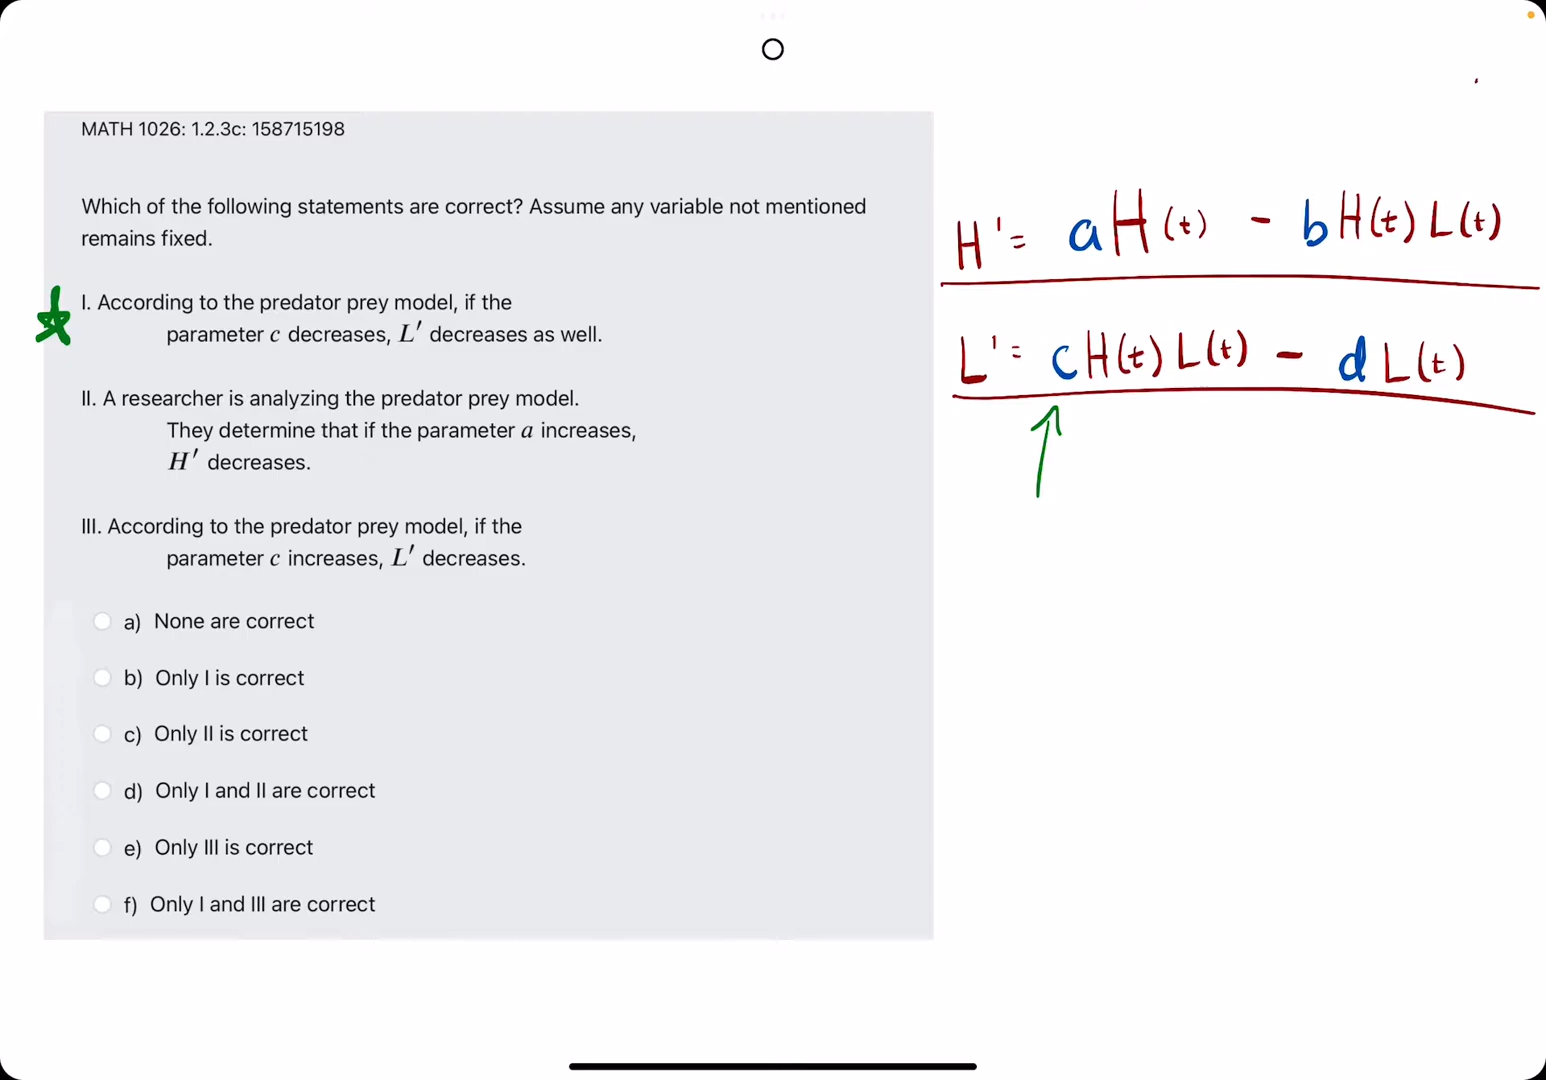 MATH 1026: 1.2.3c: 158715198
Which of the following statements are correct? Assume any variable not mentioned
remains fixed.
I. According to the predator prey model, if the
parameter c decreases, L′ decreases as well.
II. A researcher is analyzing the predator prey model.
They determine that if the parameter a increases,
H′ decreases.
III. According to the predator prey model, if the
parameter c increases, L′ decreases.
a) None are correct
b) Only I is correct
c) Only II is correct
d) Only I and II are correct
e) Only III is correct
f) Only I and III are correct
H' = aH(t) - bH(t)L(t)
L' = cH(t)L(t) - dL(t)